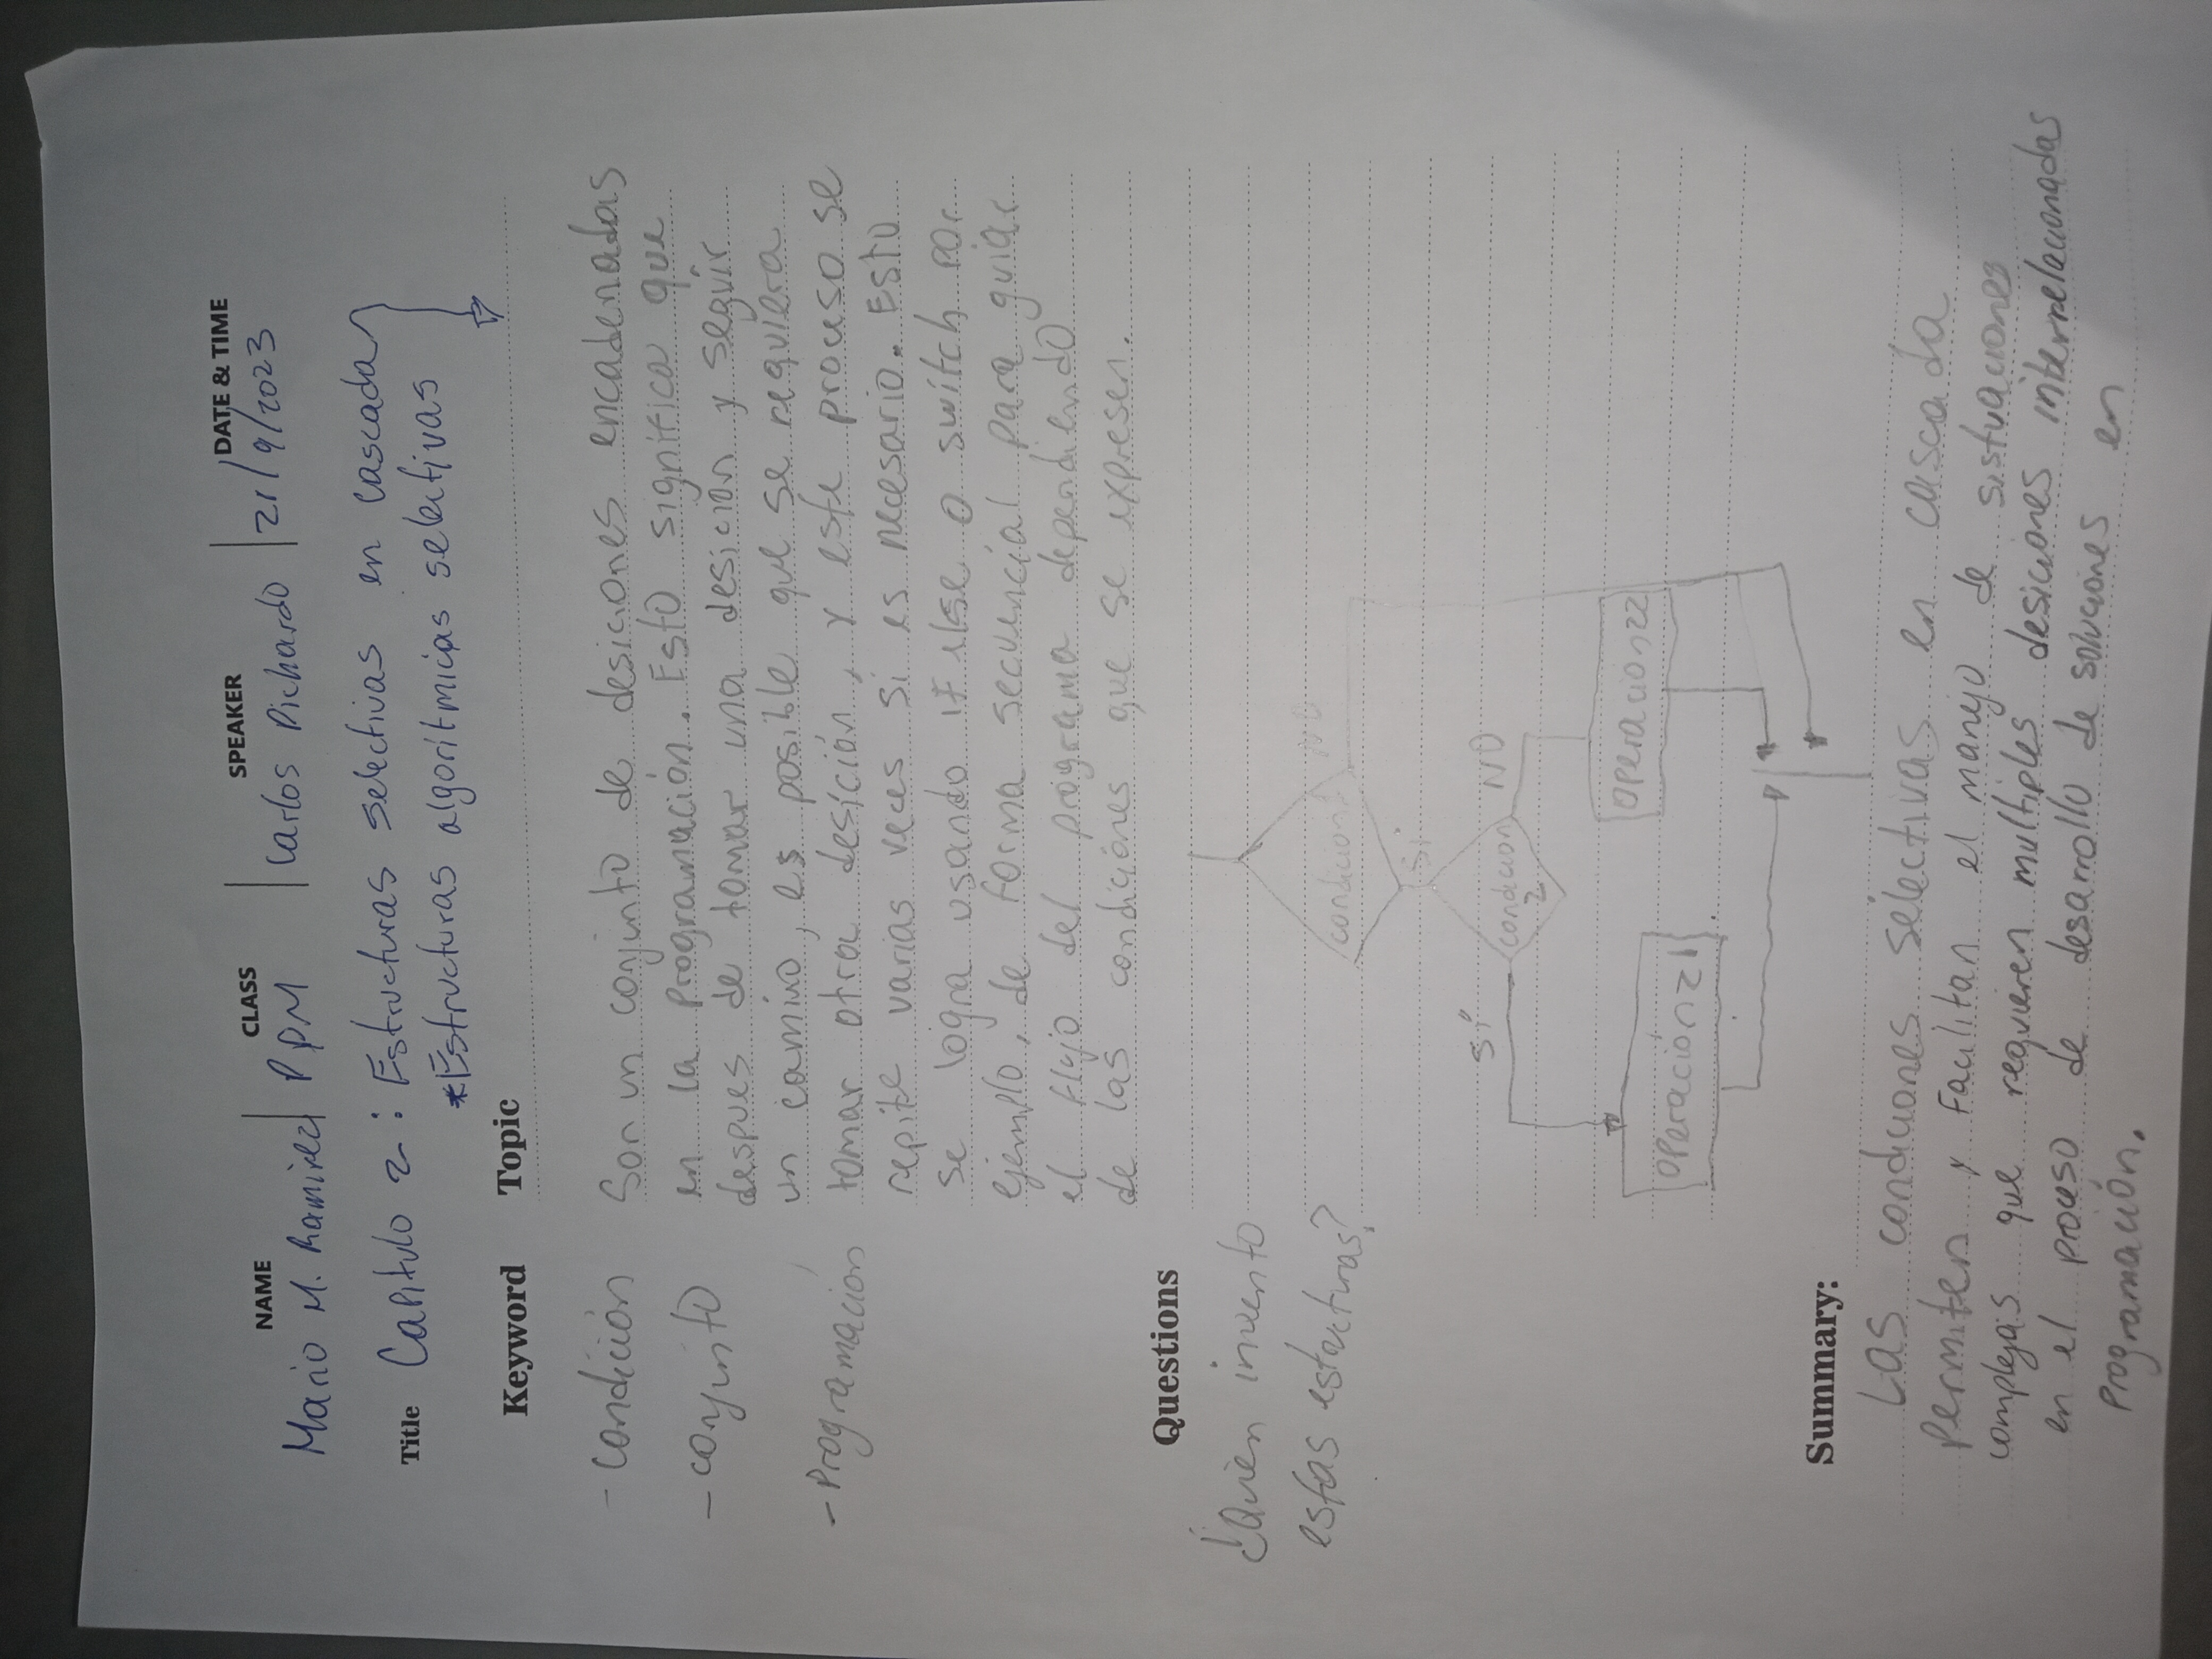 NAME
CLASS
SPEAKER
DATE & TIME
Mario M. Ramirez
PPM
Carlos Pichardo
21/9/2023
Title Capitulo 2: Estructuras selectivas en cascada
*Estructuras algoritmicas selectivas
Keyword
Topic
- Condición
- conjunto
- Programación
Son un conjunto de desiciones encadenadas
en la programación. Esto significa que
despues de tomar una desición y seguir
un camino, es posible que se requiera
tomar otra desición, y este proceso se
repite varias veces si es necesario. Esto
se logra usando if else o switch por
ejemplo, de forma secuencial para guiar
el flujo del programa dependiendo
de las condiciónes que se expresen.
Questions
¿Quién invento
estas estructuras?
condicion 1
NO
Sí
condicion
2
Sí
NO
Operación 21
Operacion 22
Summary:
Las condiciones selectivas en cascada
Permiten y Facilitan el manejo de sistuaciones
complejas que requieren multiples desiciones interrelacionadas
en el proceso de desarrollo de soluciones en
Programación.